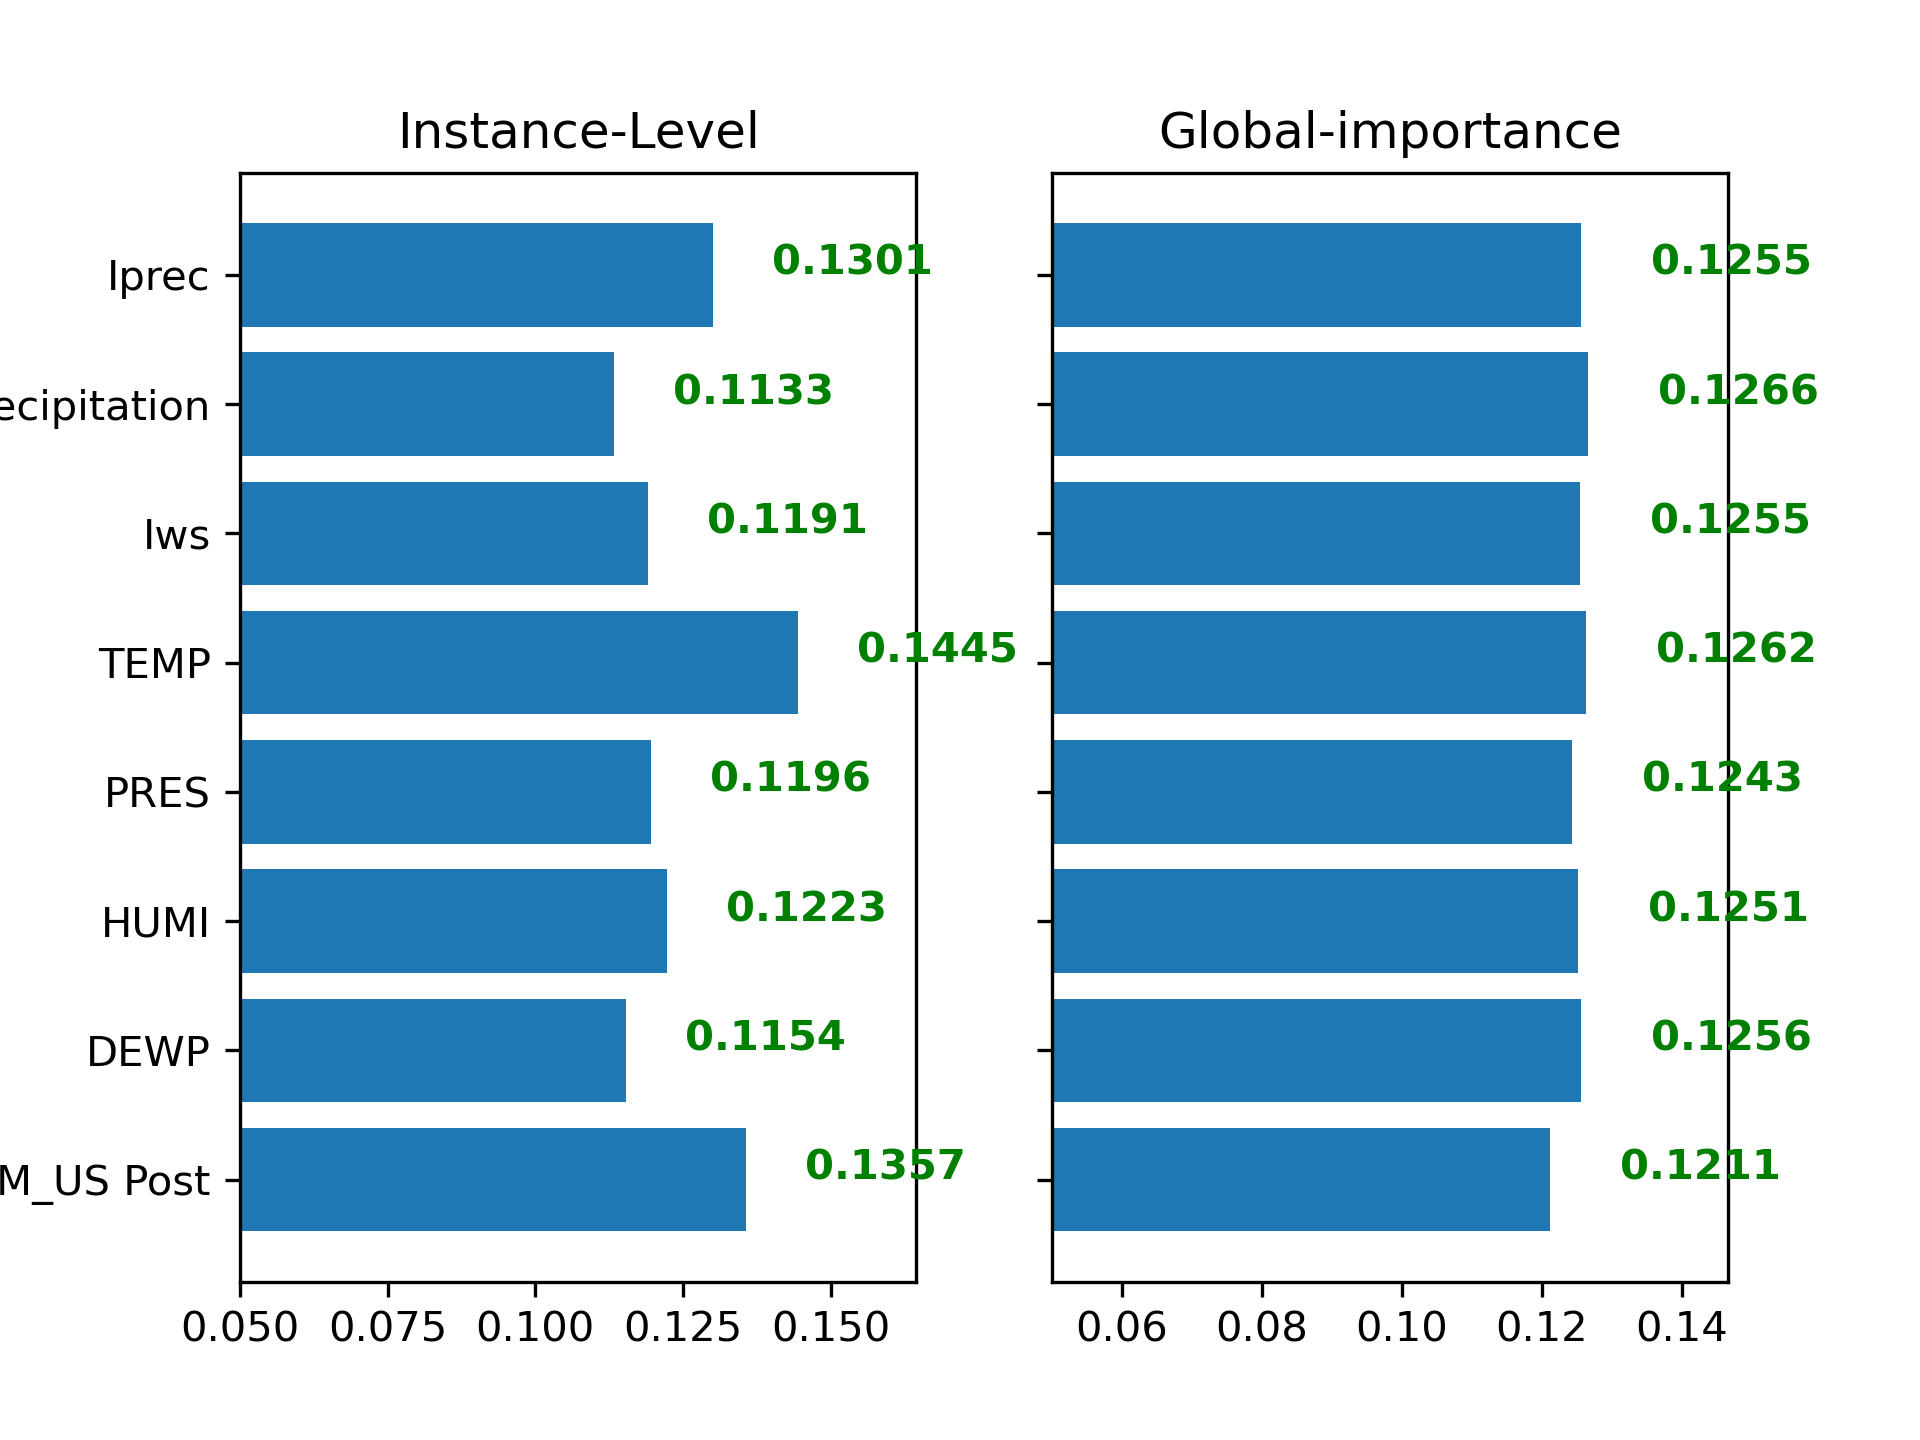 Instance-Level
Global-importance
Iprec
0.1301
0.1255
ecipitation
0.1133
0.1266
Iws
0.1191
0.1255
TEMP
0.1445
0.1262
PRES
0.1196
0.1243
HUMI
0.1223
0.1251
DEWP
0.1154
0.1256
M_US Post
0.1357
0.1211
0.050 0.075 0.100 0.125 0.150
0.06 0.08 0.10 0.12 0.14